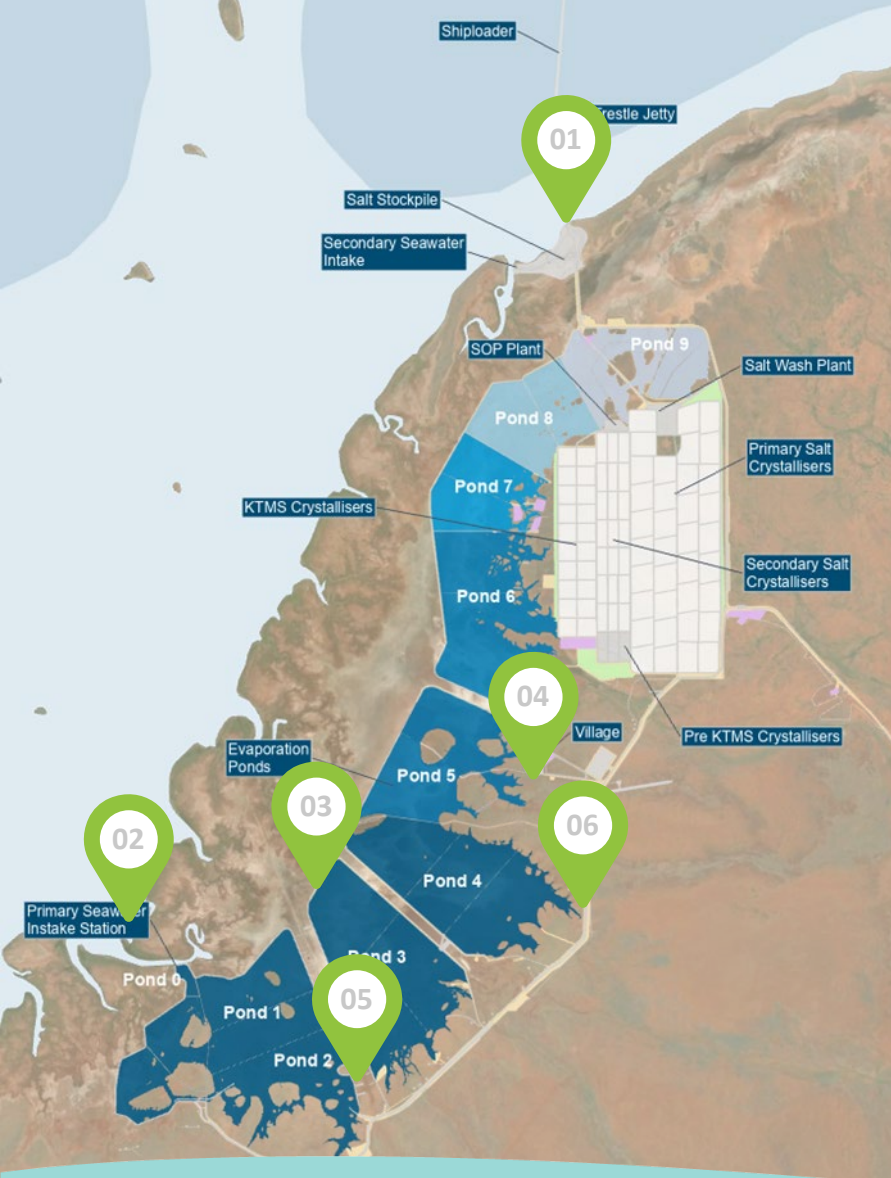 Shiploader
restle Jetty
01
Salt Stockpile
Secondary Seawater
Intake
SOP Plant
Pond 9
Salt Wash Plant
Pond 8
Primary Salt
Crystallisers
Pond 7
KTMS Crystallisers
Secondary Salt
Crystallisers
Pond 6
04
Village
Pre KTMS Crystallisers
Evaporation
Ponds
Pond 5
03
06
02
Pond 4
Primary Seawater
Instake Station
Pond 3
Pond 0
05
Pond 1
Pond 2